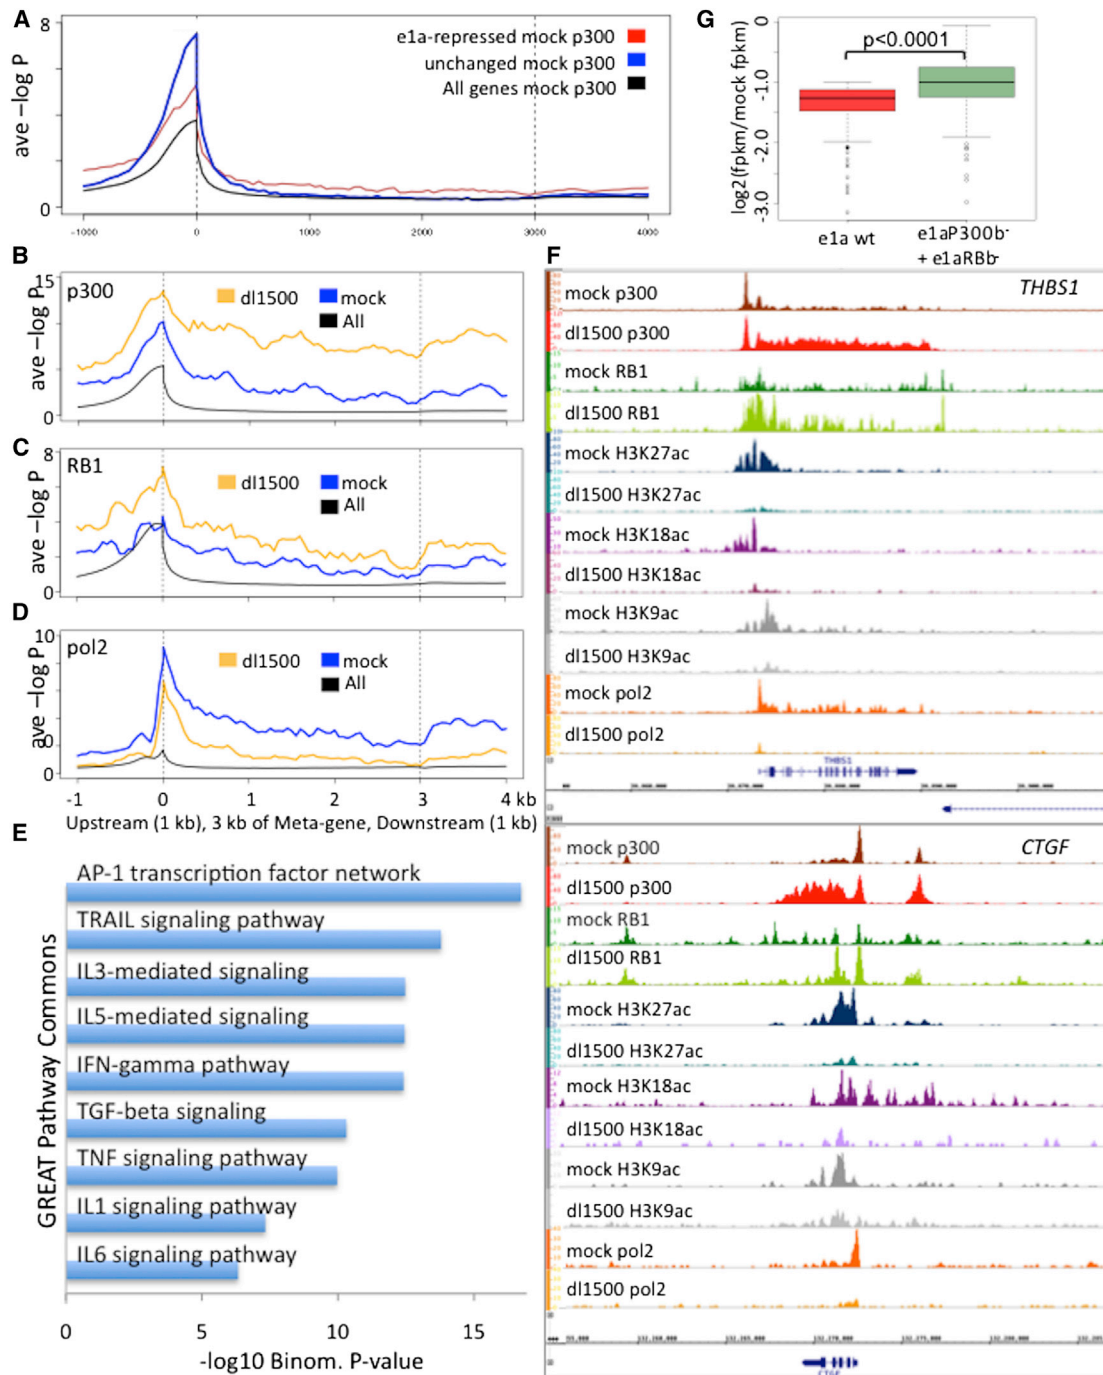 A
8
0
ave –log P
e1a-repressed mock p300
unchanged mock p300
All genes mock p300
-1000 0 1000 2000 3000 4000
G
0
-1.0
-2.0
-3.0
log2(fpkm/mock fpkm)
p<0.0001
e1a wt
e1aP300b-
+ e1aRBb-
B
15
0
ave –log P
p300
dl1500
mock
All
C
8
4
0
ave –log P
RB1
dl1500
mock
All
D
10
0
0
ave –log P
pol2
dl1500
mock
All
-1 0 1 2 3 4 kb
Upstream (1 kb), 3 kb of Meta-gene, Downstream (1 kb)
E
GREAT Pathway Commons
AP-1 transcription factor network
TRAIL signaling pathway
IL3-mediated signaling
IL5-mediated signaling
IFN-gamma pathway
TGF-beta signaling
TNF signaling pathway
IL1 signaling pathway
IL6 signaling pathway
0 5 10 15
-log10 Binom. P-value
F
THBS1
mock p300
dl1500 p300
mock RB1
dl1500 RB1
mock H3K27ac
dl1500 H3K27ac
mock H3K18ac
dl1500 H3K18ac
mock H3K9ac
dl1500 H3K9ac
mock pol2
dl1500 pol2
THBS1
CTGF
mock p300
dl1500 p300
mock RB1
dl1500 RB1
mock H3K27ac
dl1500 H3K27ac
mock H3K18ac
dl1500 H3K18ac
mock H3K9ac
dl1500 H3K9ac
mock pol2
dl1500 pol2
CTGF